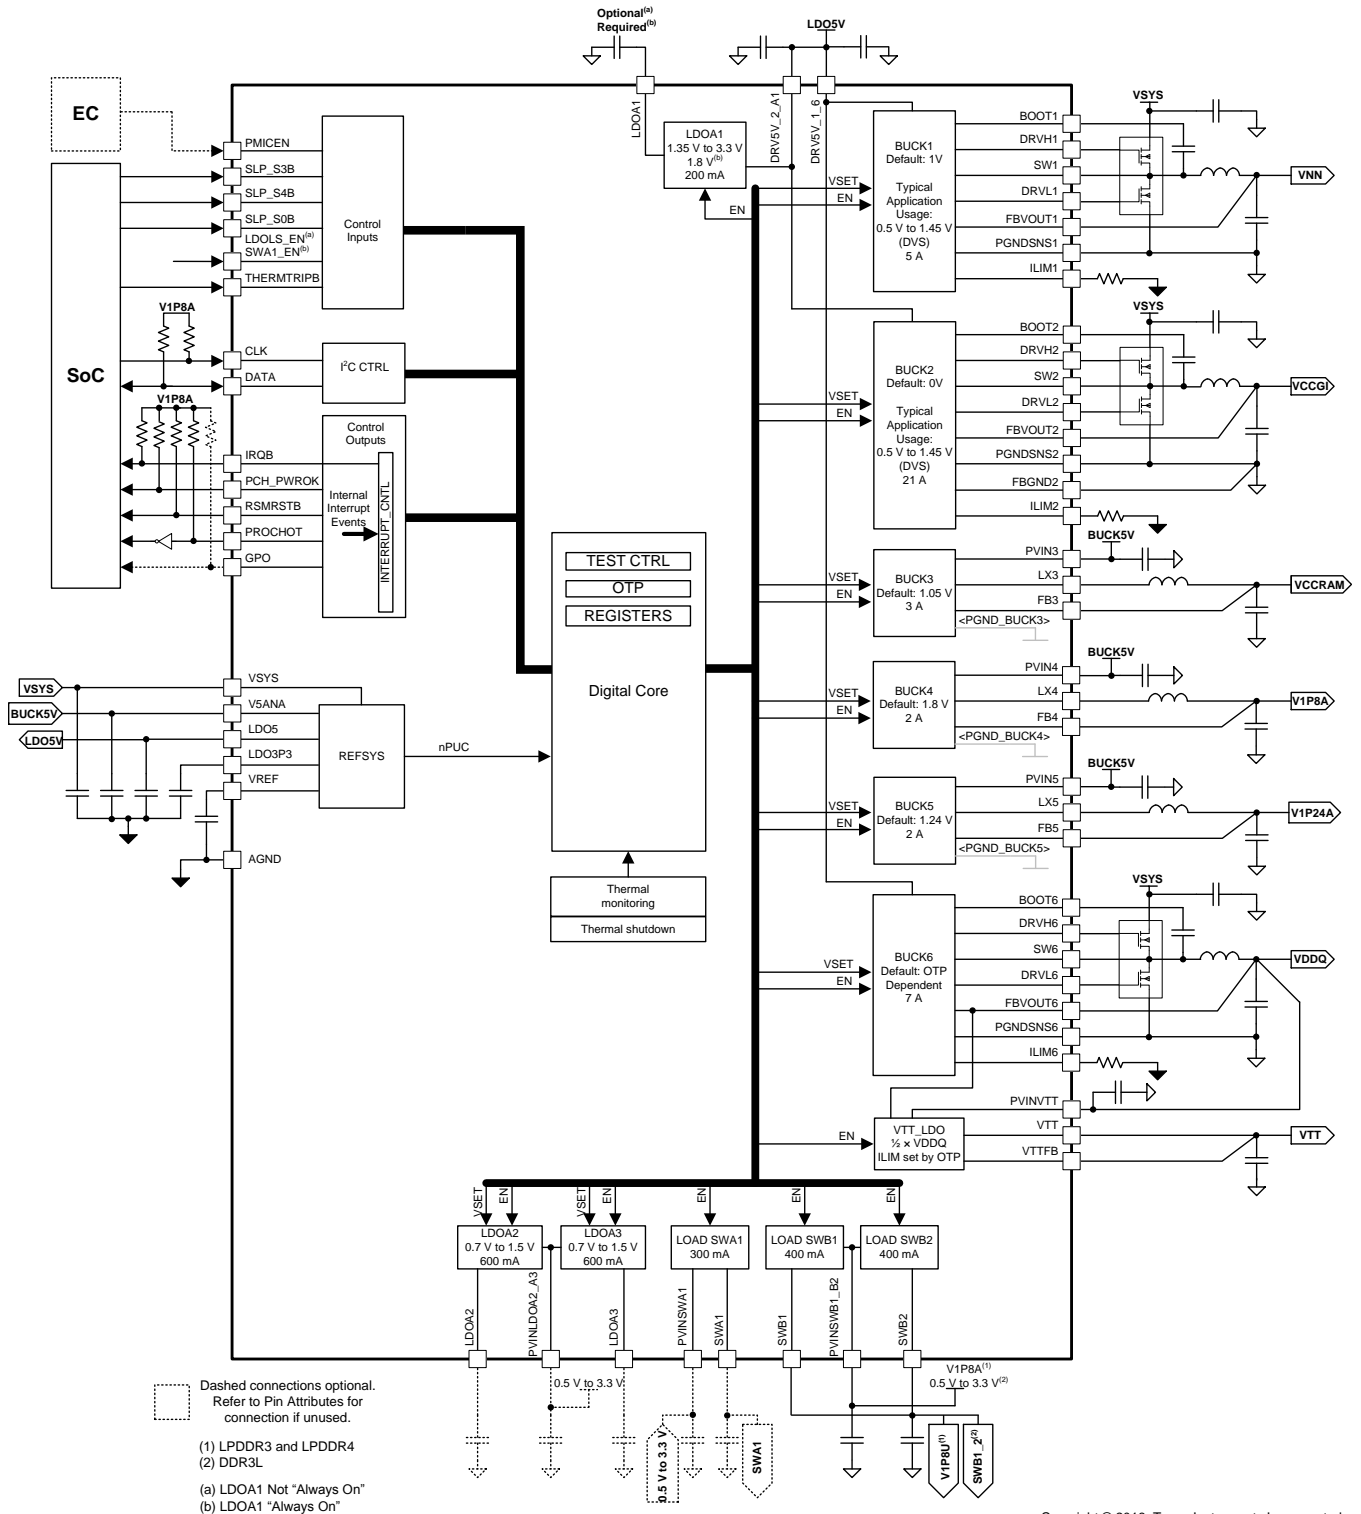 Optional(a)
Required(b)
LDO5V
EC
SoC
PMICEN
SLP_S3B
SLP_S4B
SLP_S0B
LDOLS_EN(a)
SWA1_EN(b)
THERMTRIPB
Control
Inputs
V1P8A
CLK
DATA
I2C CTRL
V1P8A
IRQB
PCH_PWROK
RSMRSTB
PROCHOT
GPO
Control
Outputs
Internal
Interrupt
Events
INTERRUPT_CNTL
VSYS
BUCK5V
LDO5V
VSYS
V5ANA
LDO5
LDO3P3
VREF
AGND
REFSYS
nPUC
TEST CTRL
OTP
REGISTERS
Digital Core
Thermal
monitoring
Thermal shutdown
LDOA1
DRV5V_2_A1
DRV5V_1_6
LDOA1
1.35 V to 3.3 V
1.8 V(b)
200 mA
EN
VSET
EN
BUCK1
Default: 1V
Typical
Application
Usage:
0.5 V to 1.45 V
(DVS)
5 A
BOOT1
DRVH1
SW1
DRVL1
FBVOUT1
PGNDSNS1
ILIM1
VSYS
VNN
VSET
EN
BUCK2
Default: 0V
Typical
Application
Usage:
0.5 V to 1.45 V
(DVS)
21 A
BOOT2
DRVH2
SW2
DRVL2
FBVOUT2
PGNDSNS2
FBGND2
ILIM2
VSYS
VCCGI
VSET
EN
BUCK3
Default: 1.05 V
3 A
PVIN3
LX3
FB3
<PGND_BUCK3>
BUCK5V
VCCRAM
VSET
EN
BUCK4
Default: 1.8 V
2 A
PVIN4
LX4
FB4
<PGND_BUCK4>
BUCK5V
V1P8A
VSET
EN
BUCK5
Default: 1.24 V
2 A
PVIN5
LX5
FB5
<PGND_BUCK5>
BUCK5V
V1P24A
VSET
EN
BUCK6
Default: OTP
Dependent
7 A
BOOT6
DRVH6
SW6
DRVL6
FBVOUT6
PGNDSNS6
ILIM6
VSYS
VDDQ
EN
VTT_LDO
½ × VDDQ
ILIM set by OTP
PVINVTT
VTT
VTTFB
VTT
VSET
EN
VSET
EN
EN
EN
EN
LDOA2
0.7 V to 1.5 V
600 mA
LDOA3
0.7 V to 1.5 V
600 mA
LOAD SWA1
300 mA
LOAD SWB1
400 mA
LOAD SWB2
400 mA
LDOA2
PVINLDOA2_A3
LDOA3
PVINSWA1
SWA1
SWB1
PVINSWB1_B2
SWB2
0.5 V to 3.3 V
0.5 V to 3.3 V
SWA1
V1P8A(1)
0.5 V to 3.3 V(2)
V1P8U(1)
SWB1_2(2)
Dashed connections optional.
Refer to Pin Attributes for
connection if unused.
(1) LPDDR3 and LPDDR4
(2) DDR3L
(a) LDOA1 Not “Always On”
(b) LDOA1 “Always On”